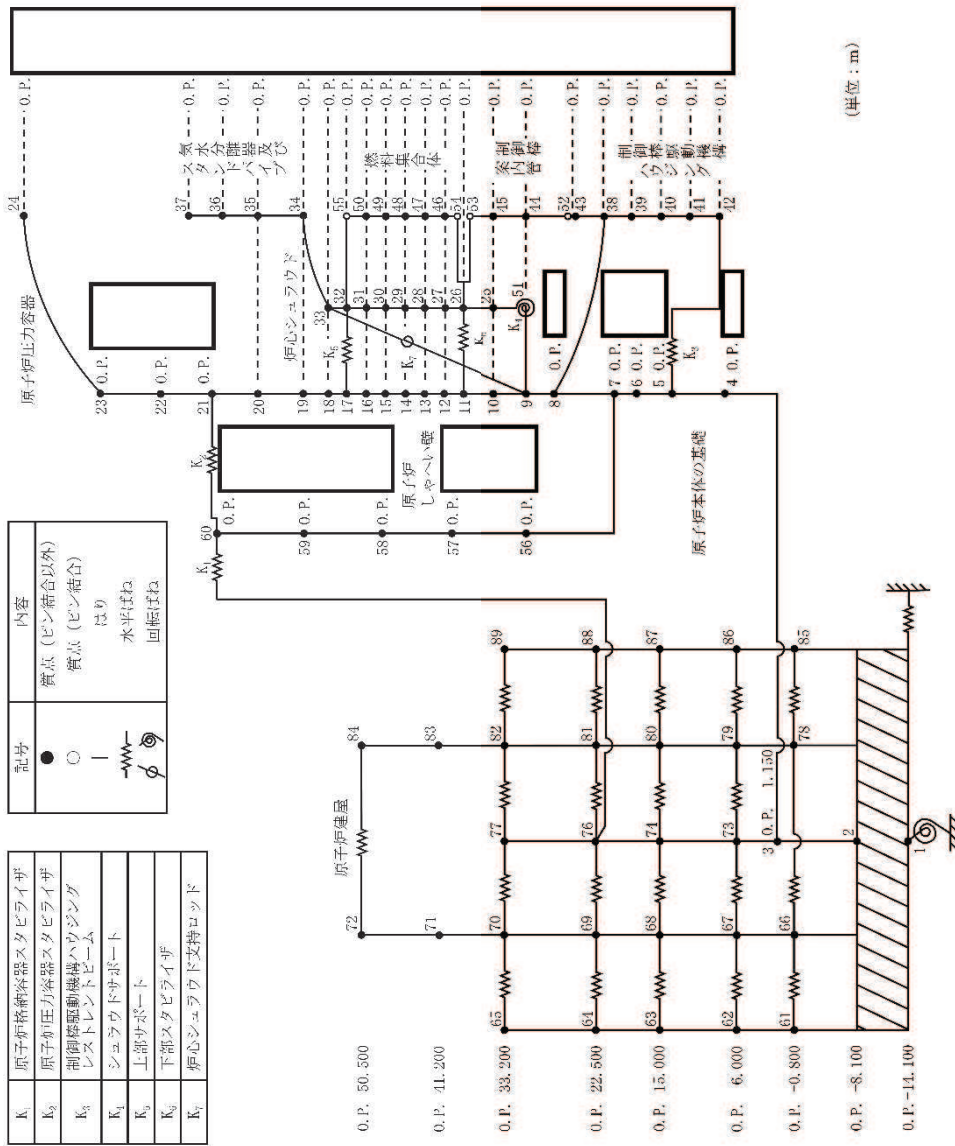 K₁ 原子炉格納容器スタビライザ
K₂ 原子炉圧力容器スタビライザ
K₃ 制御棒駆動機構ハウジング
レストレントビーム
K₄ シュラウドサポート
K₅ 上部サポート
K₆ 下部スタビライザ
K₇ 炉心シュラウド支持ロッド
記号 内容
質点（ピン結合以外）
質点（ピン結合）
はり
水平ばね
回転ばね
原子炉圧力容器
24 O.P.
23 O.P.
22 O.P.
21 O.P.
20
19
18
17
16
15
14
13
12
11
10
9
8
O.P.
7 O.P.
6 O.P.
5 O.P.
4 O.P.
気水分離器及び
スタンドパイプ
37 O.P.
36 O.P.
35 O.P.
34 O.P.
炉心シュラウド
33 O.P.
32 55 O.P.
燃料集合体
31 50 O.P.
30 49 O.P.
29 48 O.P.
28 47 O.P.
27 46 O.P.
26 54 O.P.
53
制御棒
案内管
25 45 O.P.
51 44 O.P.
52
43 O.P.
38 O.P.
制御棒駆動機構
ハウジング
39 O.P.
40 O.P.
41 O.P.
42 O.P.
K₁
K₂
K₃
K₄
K₅
K₆
K₇
原子炉
しゃへい壁
60 O.P.
59 O.P.
58 O.P.
57 O.P.
56 O.P.
原子炉本体の基礎
原子炉建屋
O.P. 50.500 72 84
O.P. 41.200 71 83
O.P. 33.200 65 70 77 82 89
O.P. 22.500 64 69 76 81 88
O.P. 15.000 63 68 74 80 87
O.P. 6.000 62 67 73 79 86
3 O.P. 1.150
O.P. -0.800 61 66 78 85
O.P. -8.100 2
O.P. -14.100 1
(単位：m)